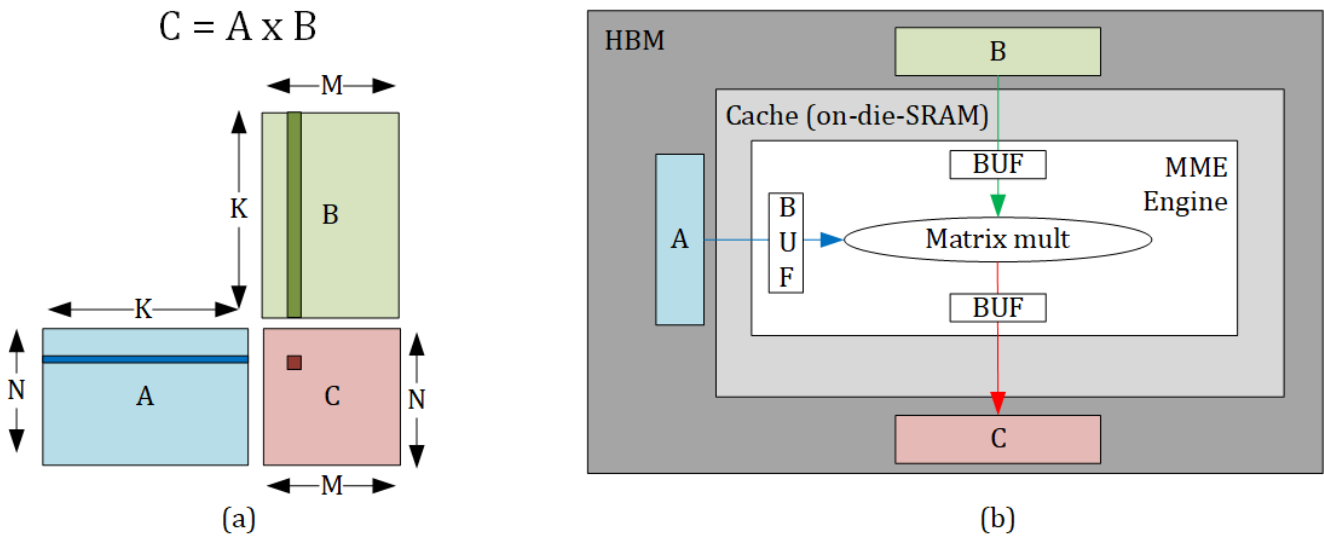 C = A x B
M
K
B
K
N
A
C
N
M
(a)
HBM
B
Cache (on-die-SRAM)
BUF
MME
Engine
A
B
U
F
Matrix mult
BUF
C
(b)